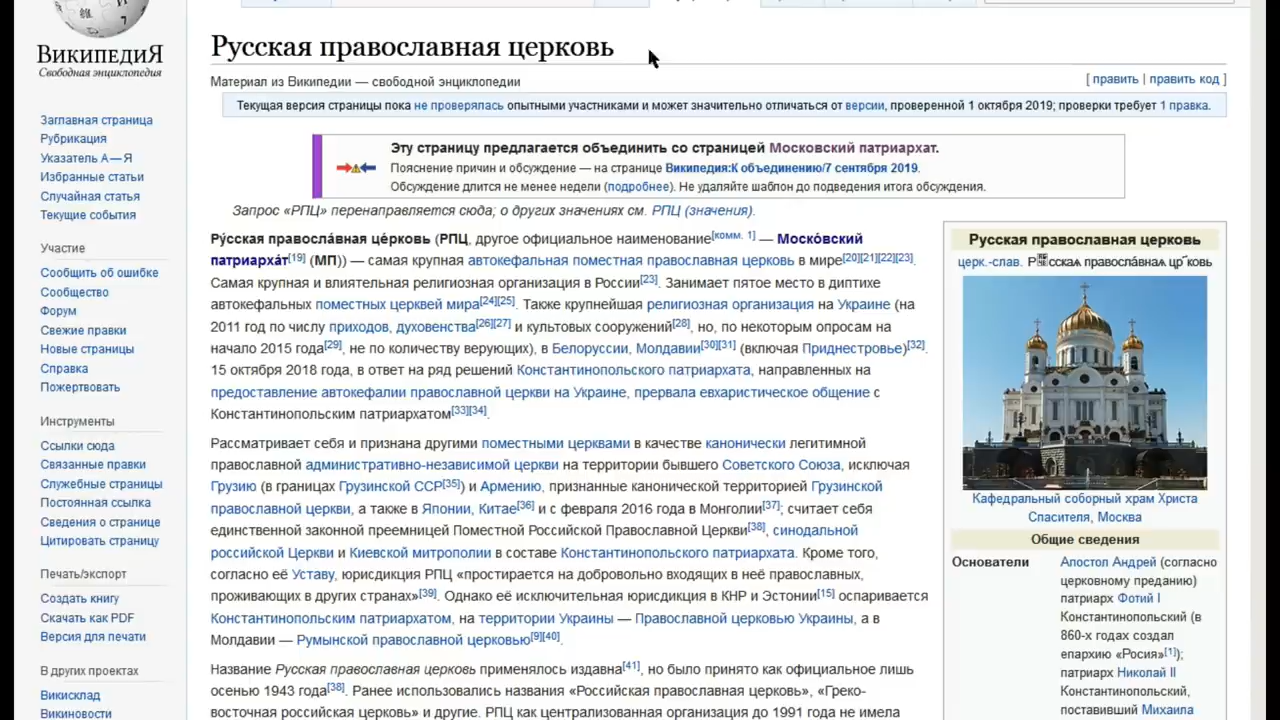 ВИКИПЕДИЯ
Свободная энциклопедия
Заглавная страница
Рубрикация
Указатель А — Я
Избранные статьи
Случайная статья
Текущие события
Участие
Сообщить об ошибке
Сообщество
Форум
Свежие правки
Новые страницы
Справка
Пожертвовать
Инструменты
Ссылки сюда
Связанные правки
Служебные страницы
Постоянная ссылка
Сведения о странице
Цитировать страницу
Печать/экспорт
Создать книгу
Скачать как PDF
Версия для печати
В других проектах
Викисклад
Викиновости
Русская православная церковь
Материал из Википедии — свободной энциклопедии
[ править | править код ]
Текущая версия страницы пока не проверялась опытными участниками и может значительно отличаться от версии, проверенной 1 октября 2019; проверки требует 1 правка.
Эту страницу предлагается объединить со страницей Московский патриархат.
Пояснение причин и обсуждение — на странице Википедия:К объединению/7 сентября 2019.
Обсуждение длится не менее недели (подробнее). Не удаляйте шаблон до подведения итога обсуждения.
Запрос «РПЦ» перенаправляется сюда; о других значениях см. РПЦ (значения).
Ру́сская правосла́вная це́рковь (РПЦ, другое официальное наименование[комм. 1] — Моско́вский
патриарха́т[19] (МП)) — самая крупная автокефальная поместная православная церковь в мире[20][21][22][23].
Самая крупная и влиятельная религиозная организация в России[23]. Занимает пятое место в диптихе
автокефальных поместных церквей мира[24][25]. Также крупнейшая религиозная организация на Украине (на
2011 год по числу приходов, духовенства[26][27] и культовых сооружений[28], но, по некоторым опросам на
начало 2015 года[29], не по количеству верующих), в Белоруссии, Молдавии[30][31] (включая Приднестровье)[32].
15 октября 2018 года, в ответ на ряд решений Константинопольского патриархата, направленных на
предоставление автокефалии православной церкви на Украине, прервала евхаристическое общение с
Константинопольским патриархатом[33][34].
Рассматривает себя и признана другими поместными церквами в качестве канонически легитимной
православной административно-независимой церкви на территории бывшего Советского Союза, исключая
Грузию (в границах Грузинской ССР[35]) и Армению, признанные канонической территорией Грузинской
православной церкви, а также в Японии, Китае[36] и с февраля 2016 года в Монголии[37]; считает себя
единственной законной преемницей Поместной Российской Православной Церкви[38], синодальной
российской Церкви и Киевской митрополии в составе Константинопольского патриархата. Кроме того,
согласно её Уставу, юрисдикция РПЦ «простирается на добровольно входящих в неё православных,
проживающих в других странах»[39]. Однако её исключительная юрисдикция в КНР и Эстонии[15] оспаривается
Константинопольским патриархатом, на территории Украины — Православной церковью Украины, а в
Молдавии — Румынской православной церковью[9][40].
Название Русская православная церковь применялось издавна[41], но было принято как официальное лишь
осенью 1943 года[38]. Ранее использовались названия «Российская православная церковь», «Греко-
восточная российская церковь» и другие. РПЦ как централизованная организация до 1991 года не имела
Русская православная церковь
церк.-слав. правосла́внаѧ
Кафедральный соборный храм Христа
Спасителя, Москва
Общие сведения
Основатели
Апостол Андрей (согласно
церковному преданию)
патриарх Фотий I
Константинопольский (в
860-х годах создал
епархию «Росия»[1]);
патриарх Николай II
Константинопольский,
поставивший Михаила